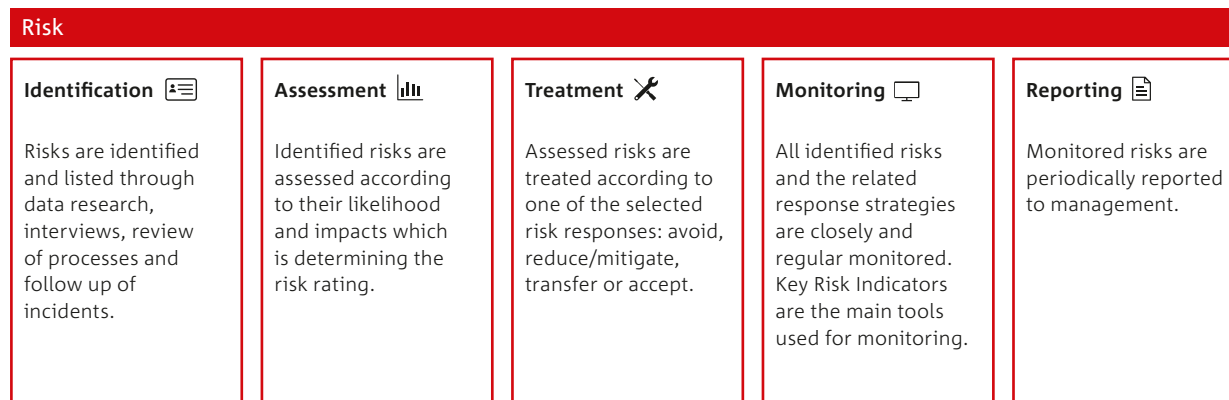 Risk
Identification
Risks are identified
and listed through
data research,
interviews, review
of processes and
follow up of
incidents.
Assessment
Identified risks are
assessed according
to their likelihood
and impacts which
is determining the
risk rating.
Treatment
Assessed risks are
treated according to
one of the selected
risk responses: avoid,
reduce/mitigate,
transfer or accept.
Monitoring
All identified risks
and the related
response strategies
are closely and
regular monitored.
Key Risk Indicators
are the main tools
used for monitoring.
Reporting
Monitored risks are
periodically reported
to management.